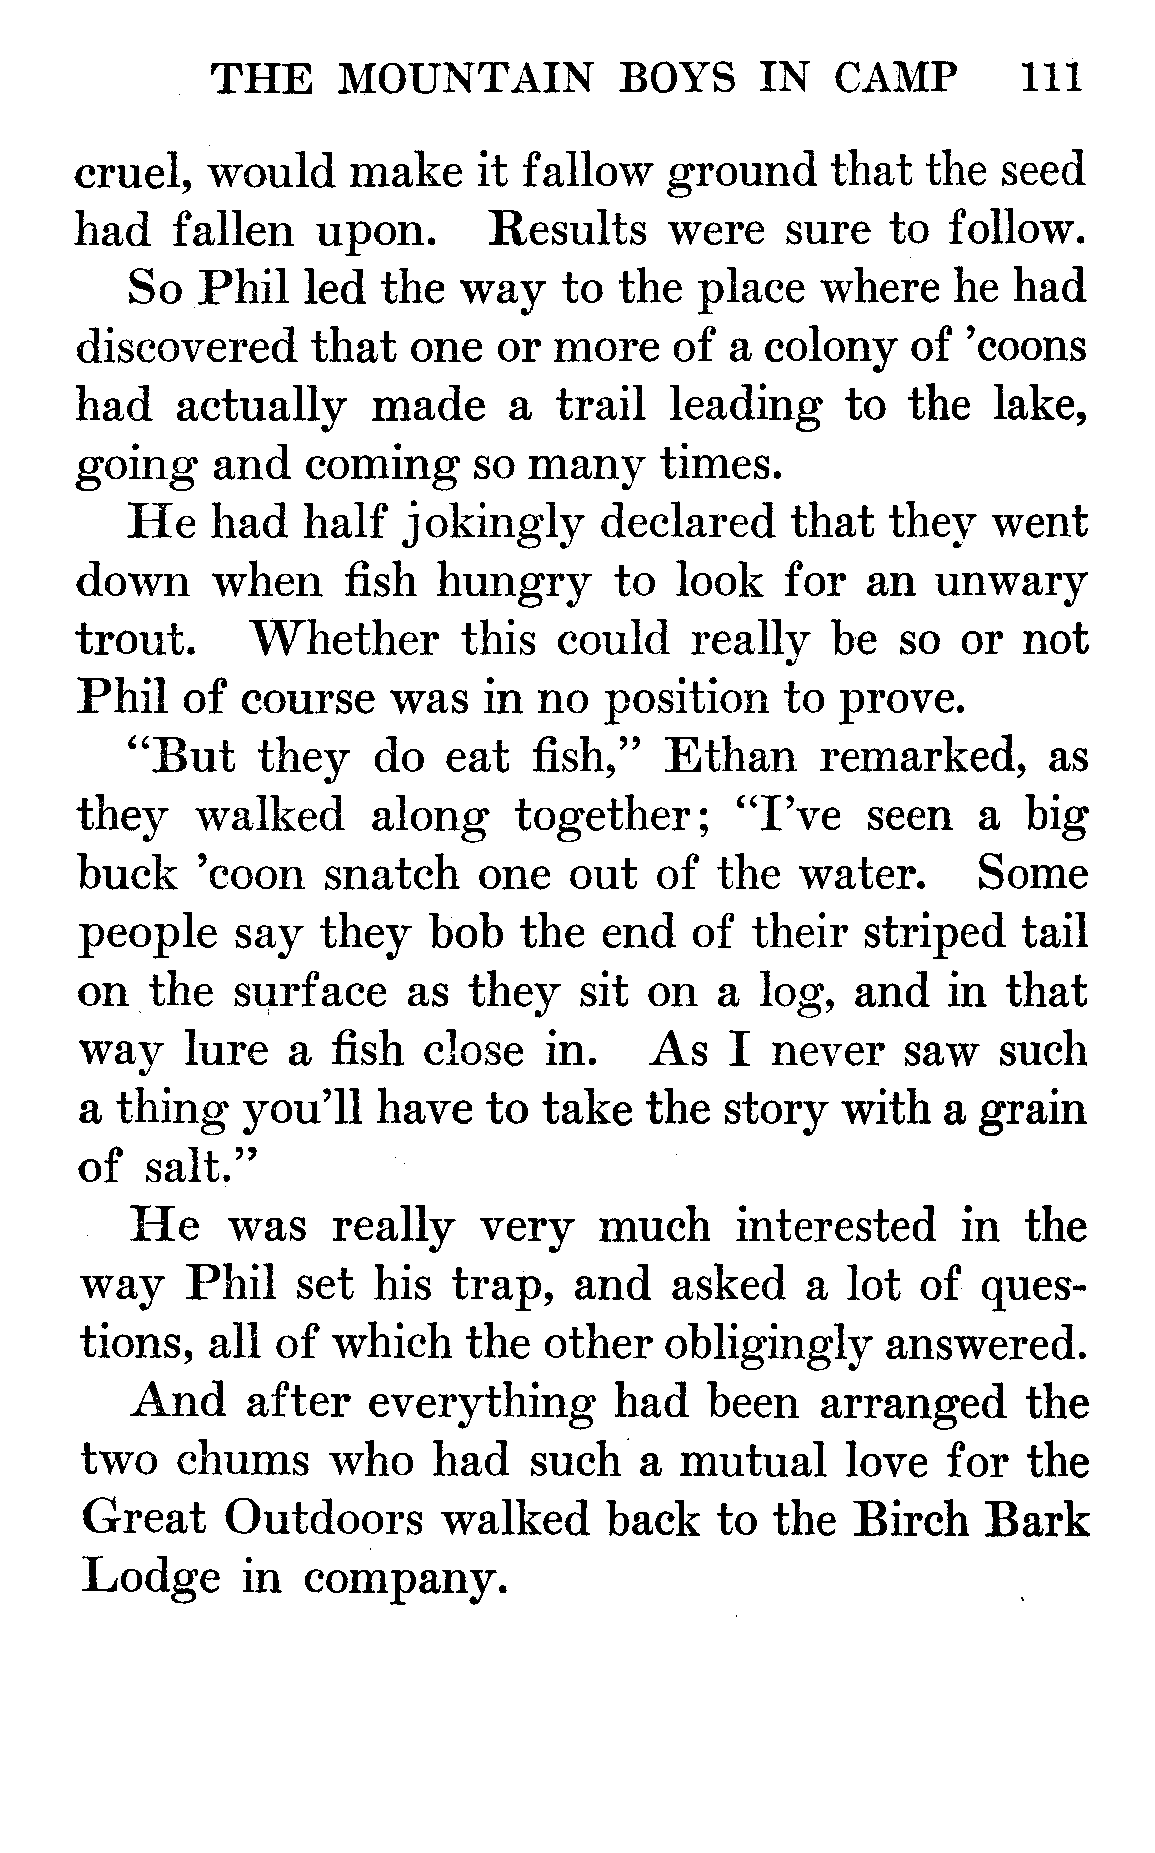 THE MOUNTAIN BOYS IN CAMP 111
cruel, would make it fallow ground that the seed
had fallen upon. Results were sure to follow.
So Phil led the way to the place where he had
discovered that one or more of a colony of ’coons
had actually made a trail leading to the lake,
going and coming so many times.
He had half jokingly declared that they went
down when fish hungry to look for an unwary
trout. Whether this could really be so or not
Phil of course was in no position to prove.
“But they do eat fish,” Ethan remarked, as
they walked along together; “I’ve seen a big
buck ’coon snatch one out of the water. Some
people say they bob the end of their striped tail
on the surface as they sit on a log, and in that
way lure a fish close in. As I never saw such
a thing you’ll have to take the story with a grain
of salt.”
He was really very much interested in the
way Phil set his trap, and asked a lot of ques-
tions, all of which the other obligingly answered.
And after everything had been arranged the
two chums who had such a mutual love for the
Great Outdoors walked back to the Birch Bark
Lodge in company.